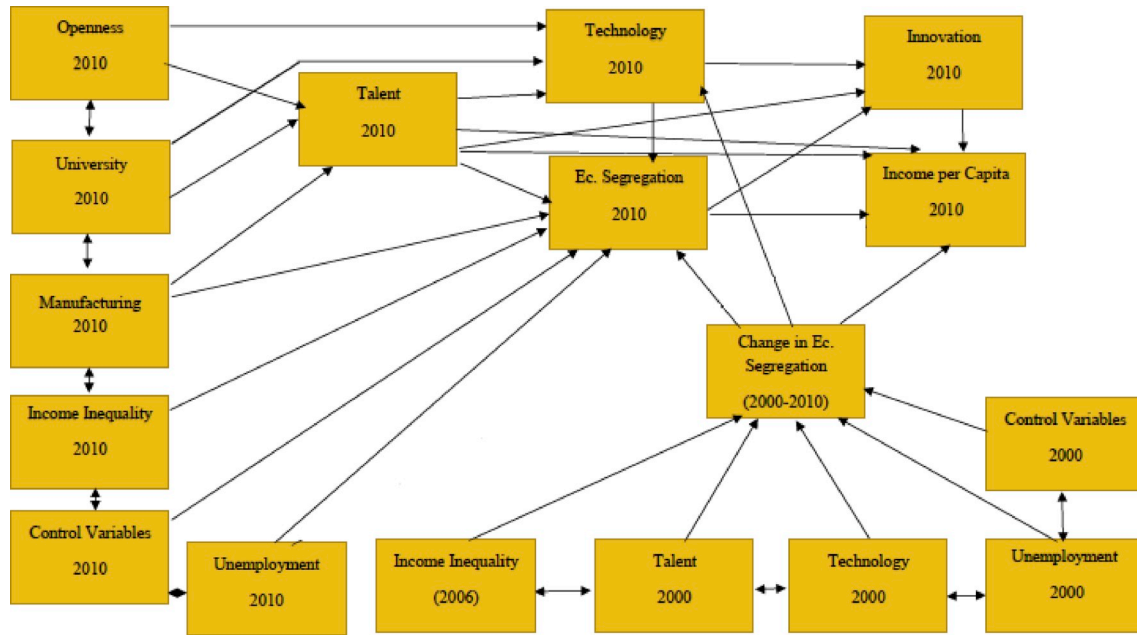 Openness
2010
Technology
2010
Innovation
2010
Talent
2010
University
2010
Ec. Segregation
2010
Income per Capita
2010
Manufacturing
2010
Change in Ec.
Segregation
(2000-2010)
Income Inequality
2010
Control Variables
2000
Control Variables
2010
Unemployment
2010
Income Inequality
(2006)
Talent
2000
Technology
2000
Unemployment
2000